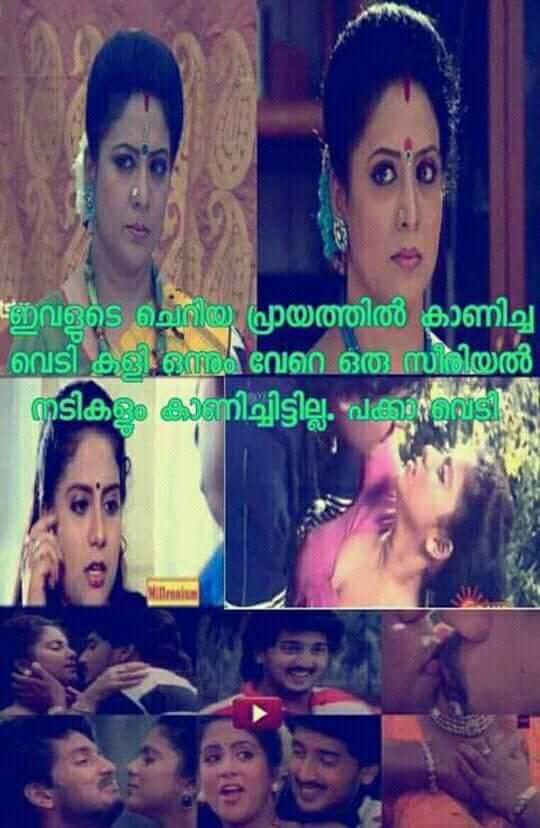 ഇവളുടെ ചെറിയ പ്രായത്തിൽ കാണിച്ച
വെടി കളി ഒന്നും വേറെ ഒരു സീരിയൽ
നടികളും കാണിച്ചിട്ടില്ല. പക്കാ വെടി
Millennium